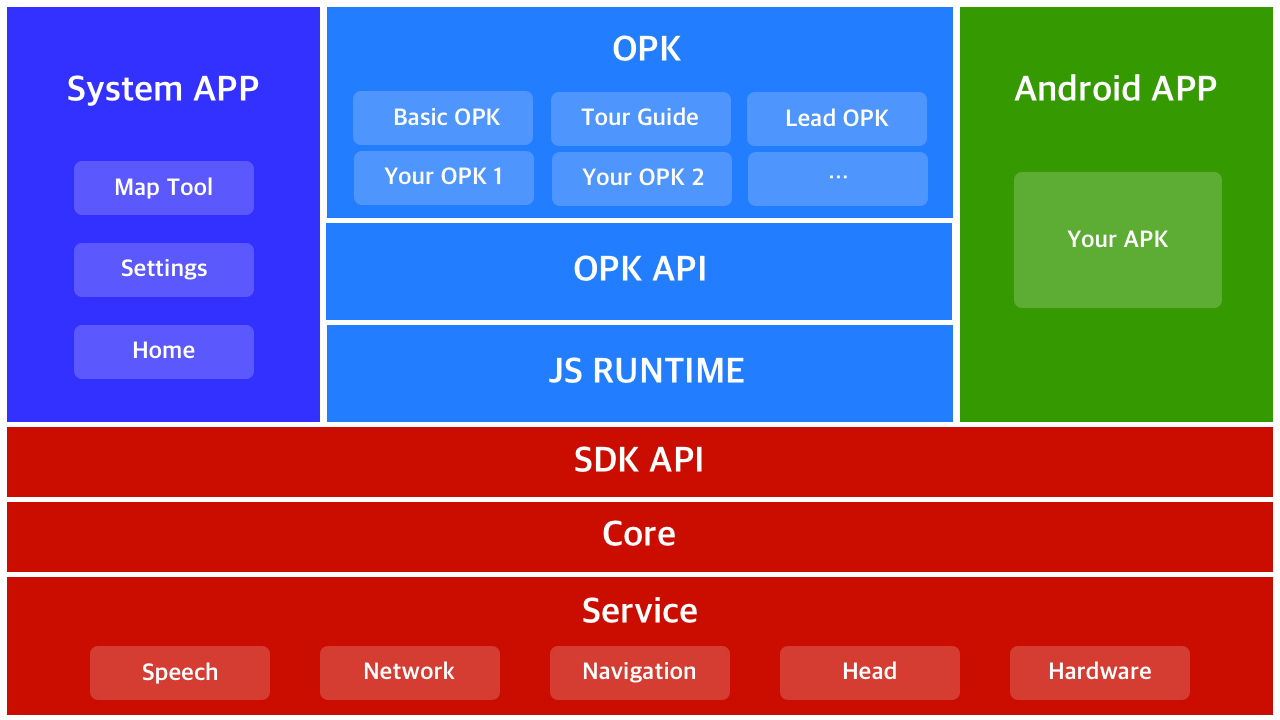 System APP
Map Tool
Settings
Home
OPK
Basic OPK
Tour Guide
Lead OPK
Your OPK 1
Your OPK 2
...
OPK API
JS RUNTIME
Android APP
Your APK
SDK API
Core
Service
Speech
Network
Navigation
Head
Hardware